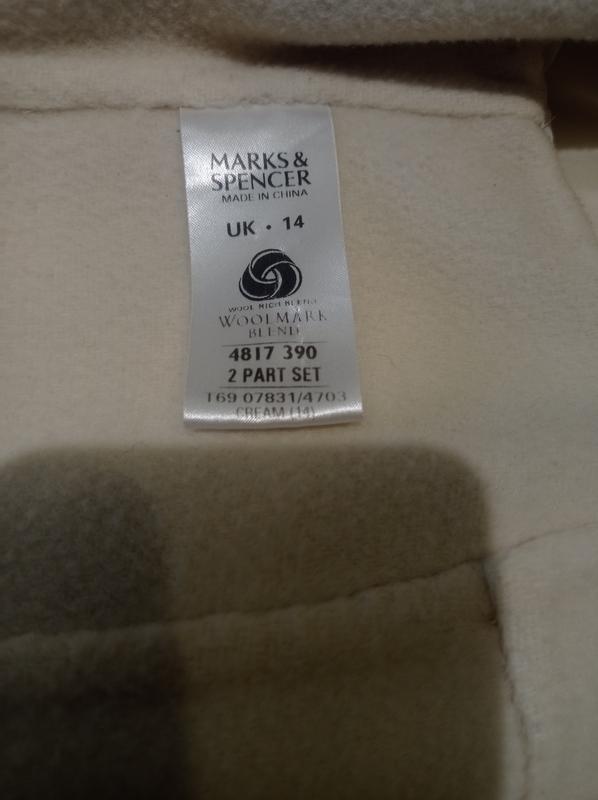 MARKS &
SPENCER
MADE IN CHINA
UK • 14
WOOL RICH BLEND
WOOLMARK
BLEND
4817 390
2 PART SET
T69 07831/4703
CREAM (14)